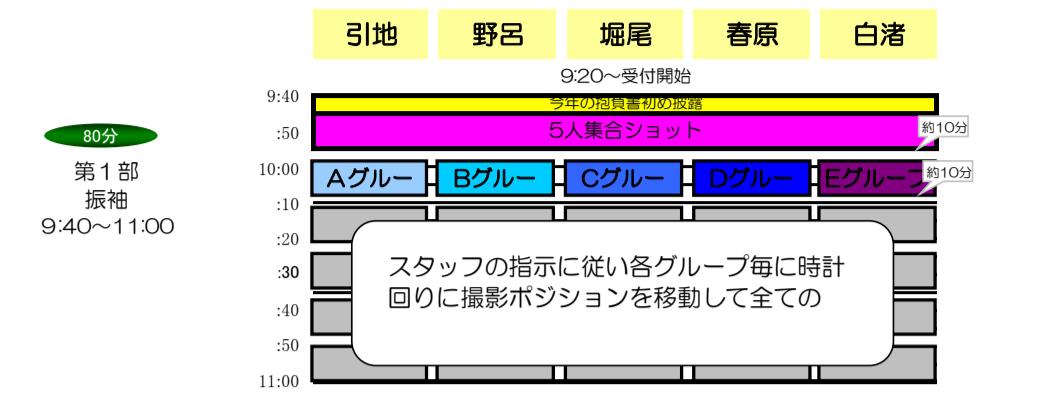 引地 野呂 堀尾 春原 白渚
9:20～受付開始
9:40
今年の抱負書初め披露
:50
5人集合ショット
約10分
80分
第1部
振袖
9:40～11:00
10:00
Aグルー Bグルー Cグルー Dグルー Eグループ
約10分
:10
:20
:30
:40
:50
11:00
スタッフの指示に従い各グループ毎に時計
回りに撮影ポジションを移動して全ての